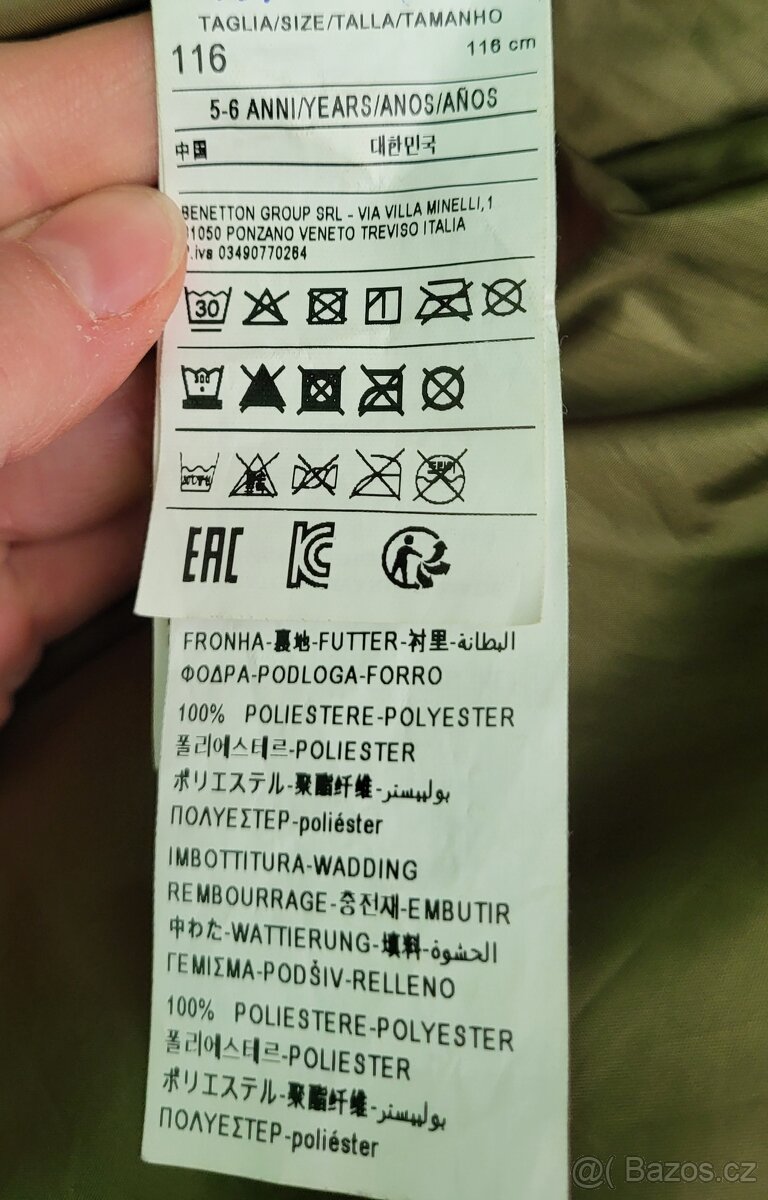 TAGLIA/SIZE/TALLA/TAMANHO
116 116 cm
5-6 ANNI/YEARS/ANOS/AÑOS
中国 대한민국
BENETTON GROUP SRL - VIA VILLA MINELLI,1
31050 PONZANO VENETO TREVISO ITALIA
P.iva 03490770264
30
EAC
FRONHA-裏地-FUTTER-衬里-البطانة
ΦΟΔΡΑ-PODLOGA-FORRO
100% POLIESTERE-POLYESTER
폴리에스테르-POLIESTER
ポリエステル-聚酯纤维-بوليستر
ΠΟΛΥΕΣΤΕΡ-poliéster
IMBOTTITURA-WADDING
REMBOURRAGE-충전재-EMBUTIR
中わた-WATTIERUNG-填料-الحشوة
ΓΕΜΙΣΜΑ-PODŠIV-RELLENO
100% POLIESTERE-POLYESTER
폴리에스테르-POLIESTER
ポリエステル-聚酯纤维-بوليستر
ΠΟΛΥΕΣΤΕΡ-poliéster
@( Bazos.cz